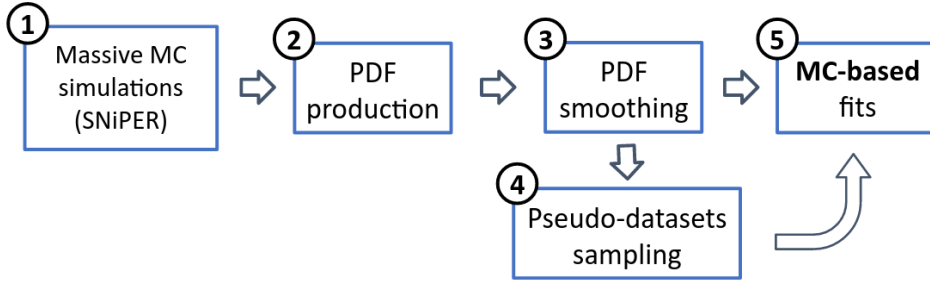 1
Massive MC
simulations
(SNiPER)
2
PDF
production
3
PDF
smoothing
5
MC-based
fits
4
Pseudo-datasets
sampling